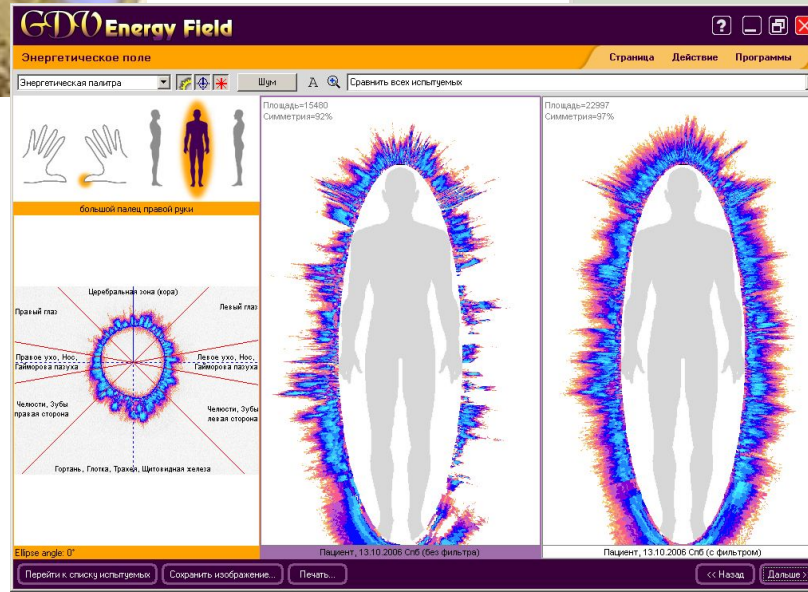 GDV Energy Field
Энергетическое поле
Страница Действие Программы
Энергетическая палитра
Шум
A
Сравнить всех испытуемых
большой палец правой руки
Церебральная зона (кора)
Правый глаз
Левый глаз
Правое ухо, Нос,
Гайморова пазуха
Левое ухо, Нос,
Гайморова пазуха
Челюсти, Зубы
правая сторона
Челюсти, Зубы
левая сторона
Гортань, Глотка, Трахея, Щитовидная железа
Ellipse angle: 0°
Площадь=15480
Симметрия=92%
Пациент, 13.10.2006 Спб (без фильтра)
Площадь=22997
Симметрия=97%
Пациент, 13.10.2006 Спб (с фильтром)
Перейти к списку испытуемых
Сохранить изображение...
Печать...
<< Назад
Дальше >